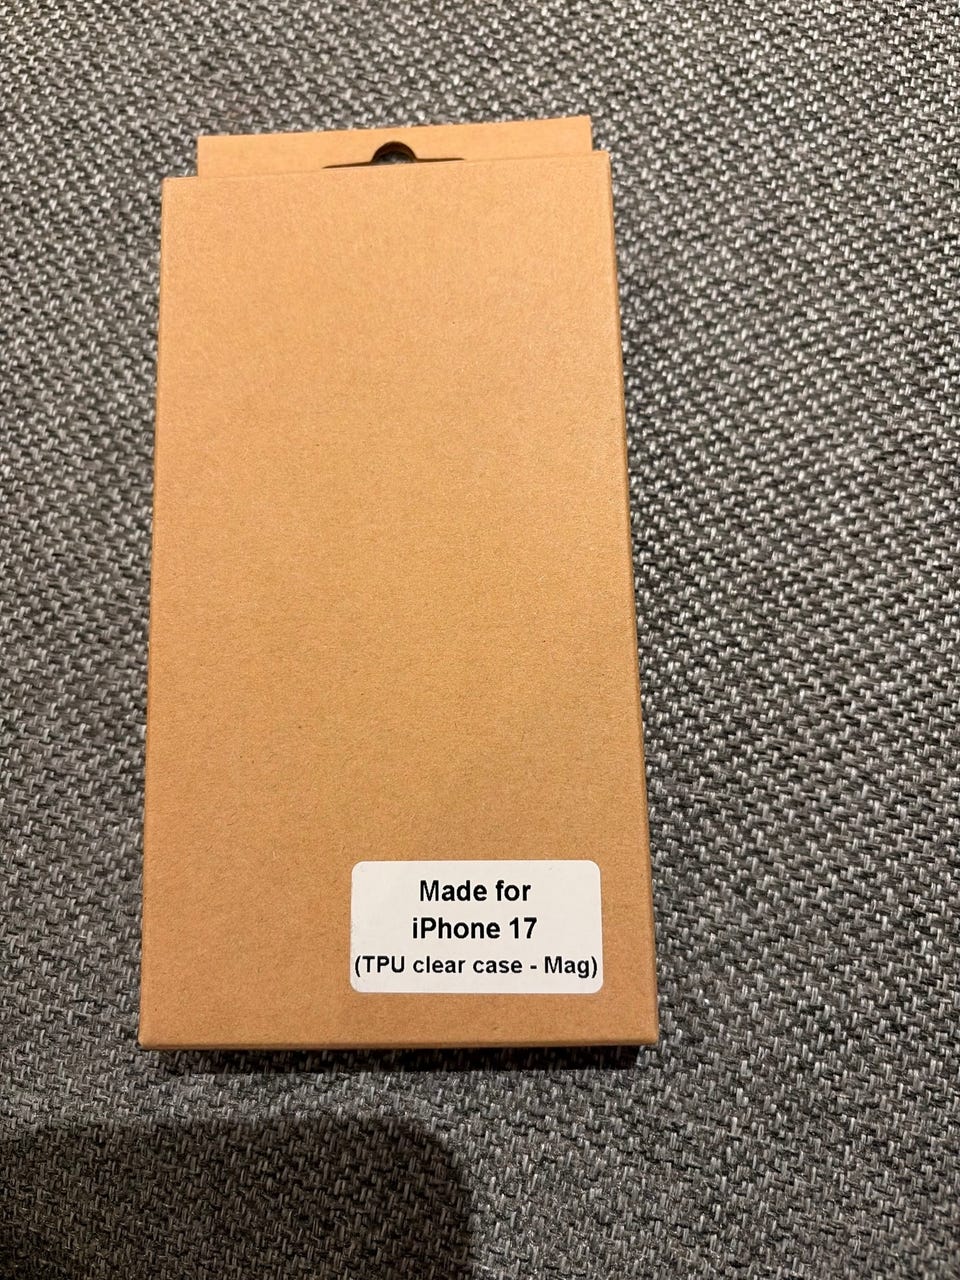 Made for
iPhone 17
(TPU clear case - Mag)